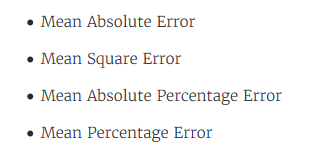 • Mean Absolute Error
• Mean Square Error
• Mean Absolute Percentage Error
• Mean Percentage Error